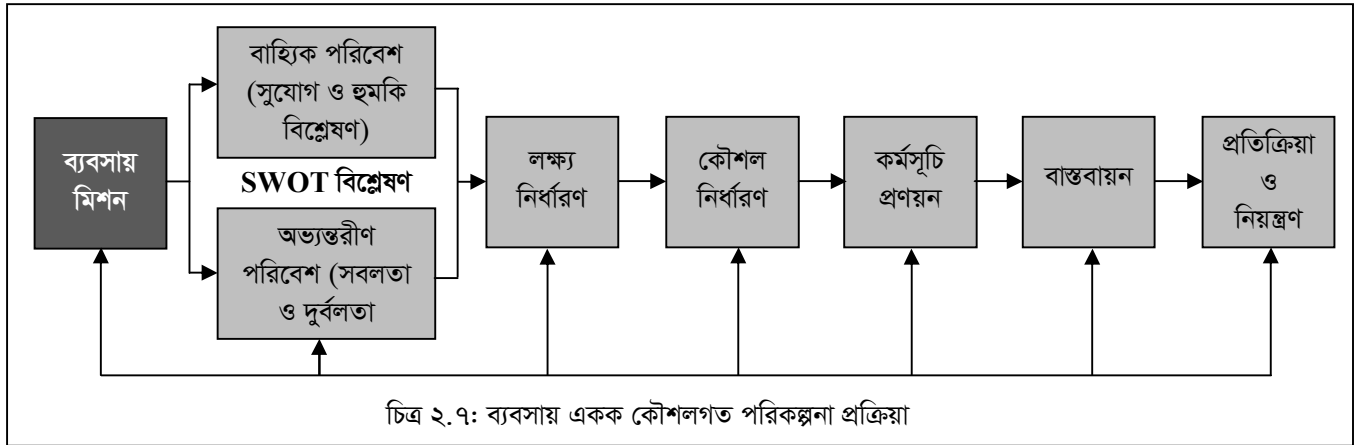 ব্যবসায়
মিশন
বাহ্যিক পরিবেশ
(সুযোগ ও হুমকি
বিশ্লেষণ)
SWOT বিশ্লেষণ
অভ্যন্তরীণ
পরিবেশ (সবলতা
ও দুর্বলতা
লক্ষ্য
নির্ধারণ
কৌশল
নির্ধারণ
কর্মসূচি
প্রণয়ন
বাস্তবায়ন
প্রতিক্রিয়া
ও
নিয়ন্ত্রণ
চিত্র ২.৭: ব্যবসায় একক কৌশলগত পরিকল্পনা প্রক্রিয়া